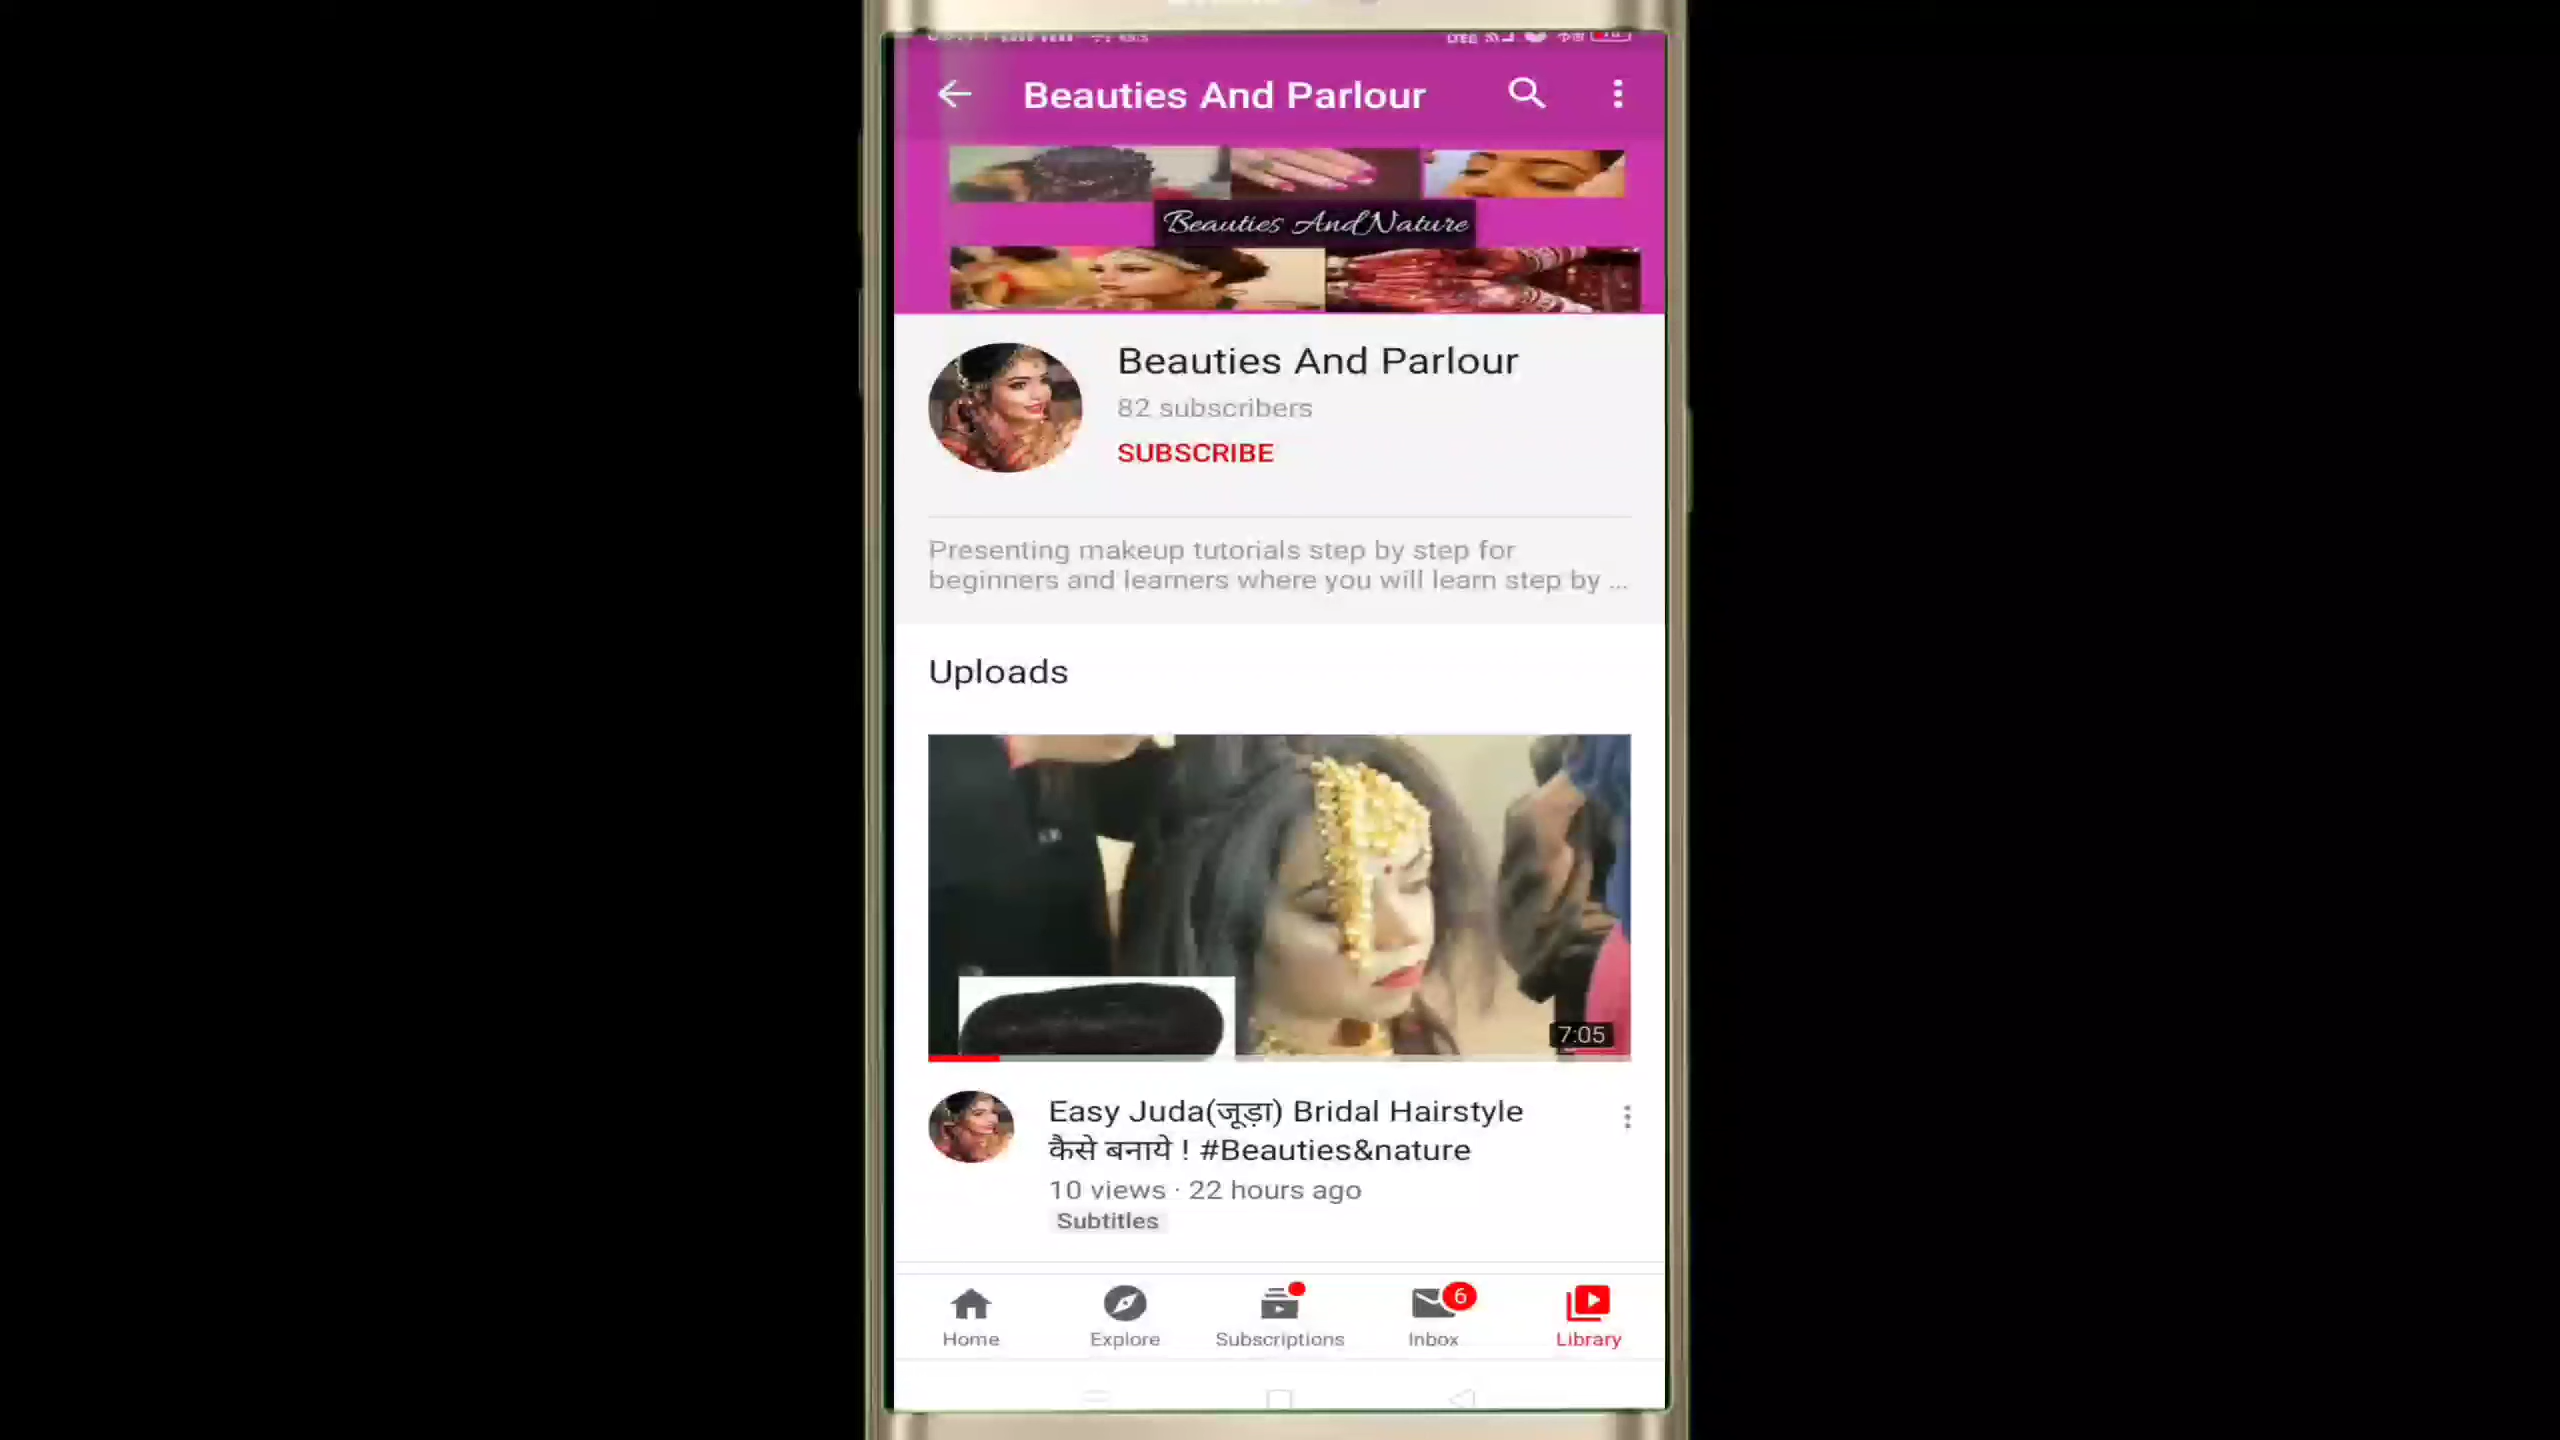 Beauties And Parlour
Beauties And Nature
Beauties And Parlour
82 subscribers
SUBSCRIBE
Presenting makeup tutorials step by step for
beginners and learners where you will learn step by ...
Uploads
7:05
Easy Juda(जूड़ा) Bridal Hairstyle
कैसे बनाये ! #Beauties&nature
10 views · 22 hours ago
Subtitles
6
Home
Explore
Subscriptions
Inbox
Library